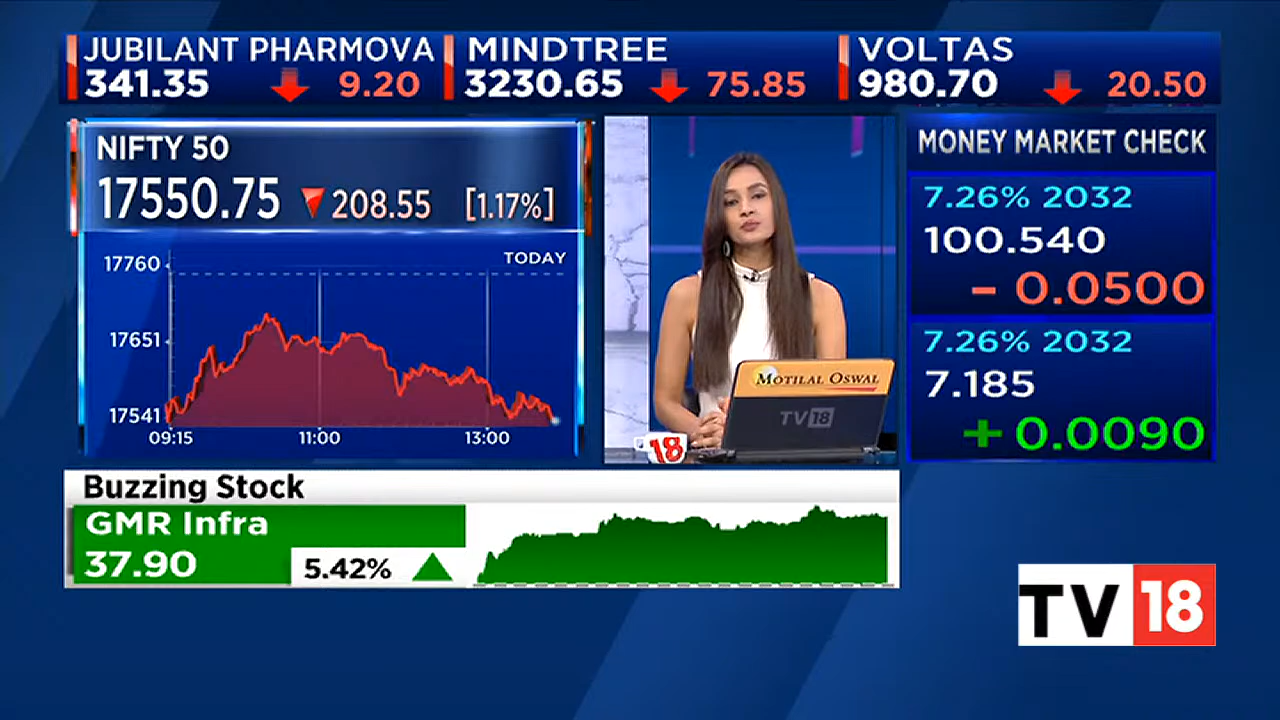 JUBILANT PHARMOVA
341.35 9.20
MINDTREE
3230.65 75.85
VOLTAS
980.70 20.50
NIFTY 50
17550.75 208.55 [1.17%]
TODAY
17760
17651
17541
09:15 11:00 13:00
MOTILAL OSWAL
TV18
18
MONEY MARKET CHECK
7.26% 2032
100.540
- 0.0500
7.26% 2032
7.185
+ 0.0090
Buzzing Stock
GMR Infra
37.90
5.42%
TV18